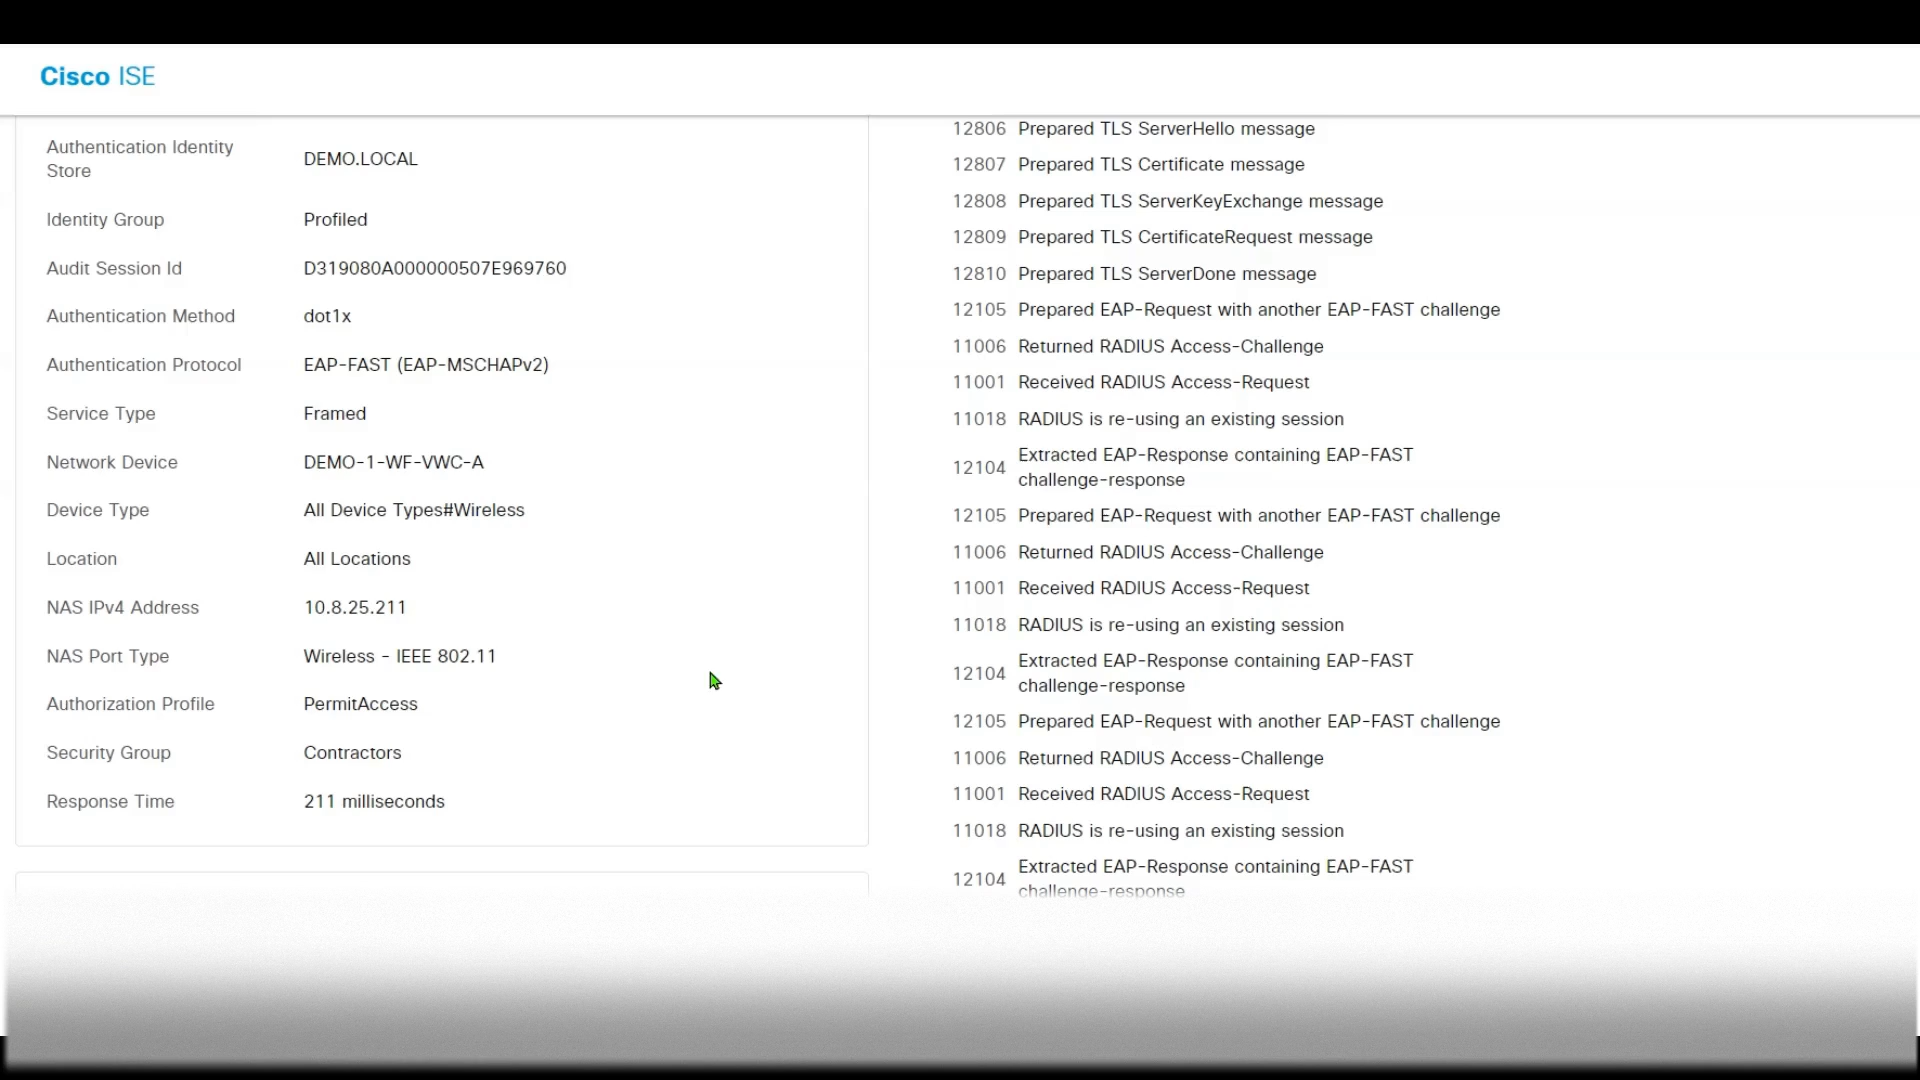 Cisco ISE
Authentication Identity
Store
DEMO.LOCAL
Identity Group Profiled
Audit Session Id D319080A000000507E969760
Authentication Method dot1x
Authentication Protocol EAP-FAST (EAP-MSCHAPv2)
Service Type Framed
Network Device DEMO-1-WF-VWC-A
Device Type All Device Types#Wireless
Location All Locations
NAS IPv4 Address 10.8.25.211
NAS Port Type Wireless - IEEE 802.11
Authorization Profile PermitAccess
Security Group Contractors
Response Time 211 milliseconds
12806 Prepared TLS ServerHello message
12807 Prepared TLS Certificate message
12808 Prepared TLS ServerKeyExchange message
12809 Prepared TLS CertificateRequest message
12810 Prepared TLS ServerDone message
12105 Prepared EAP-Request with another EAP-FAST challenge
11006 Returned RADIUS Access-Challenge
11001 Received RADIUS Access-Request
11018 RADIUS is re-using an existing session
12104 Extracted EAP-Response containing EAP-FAST
challenge-response
12105 Prepared EAP-Request with another EAP-FAST challenge
11006 Returned RADIUS Access-Challenge
11001 Received RADIUS Access-Request
11018 RADIUS is re-using an existing session
12104 Extracted EAP-Response containing EAP-FAST
challenge-response
12105 Prepared EAP-Request with another EAP-FAST challenge
11006 Returned RADIUS Access-Challenge
11001 Received RADIUS Access-Request
11018 RADIUS is re-using an existing session
12104 Extracted EAP-Response containing EAP-FAST
challenge-response